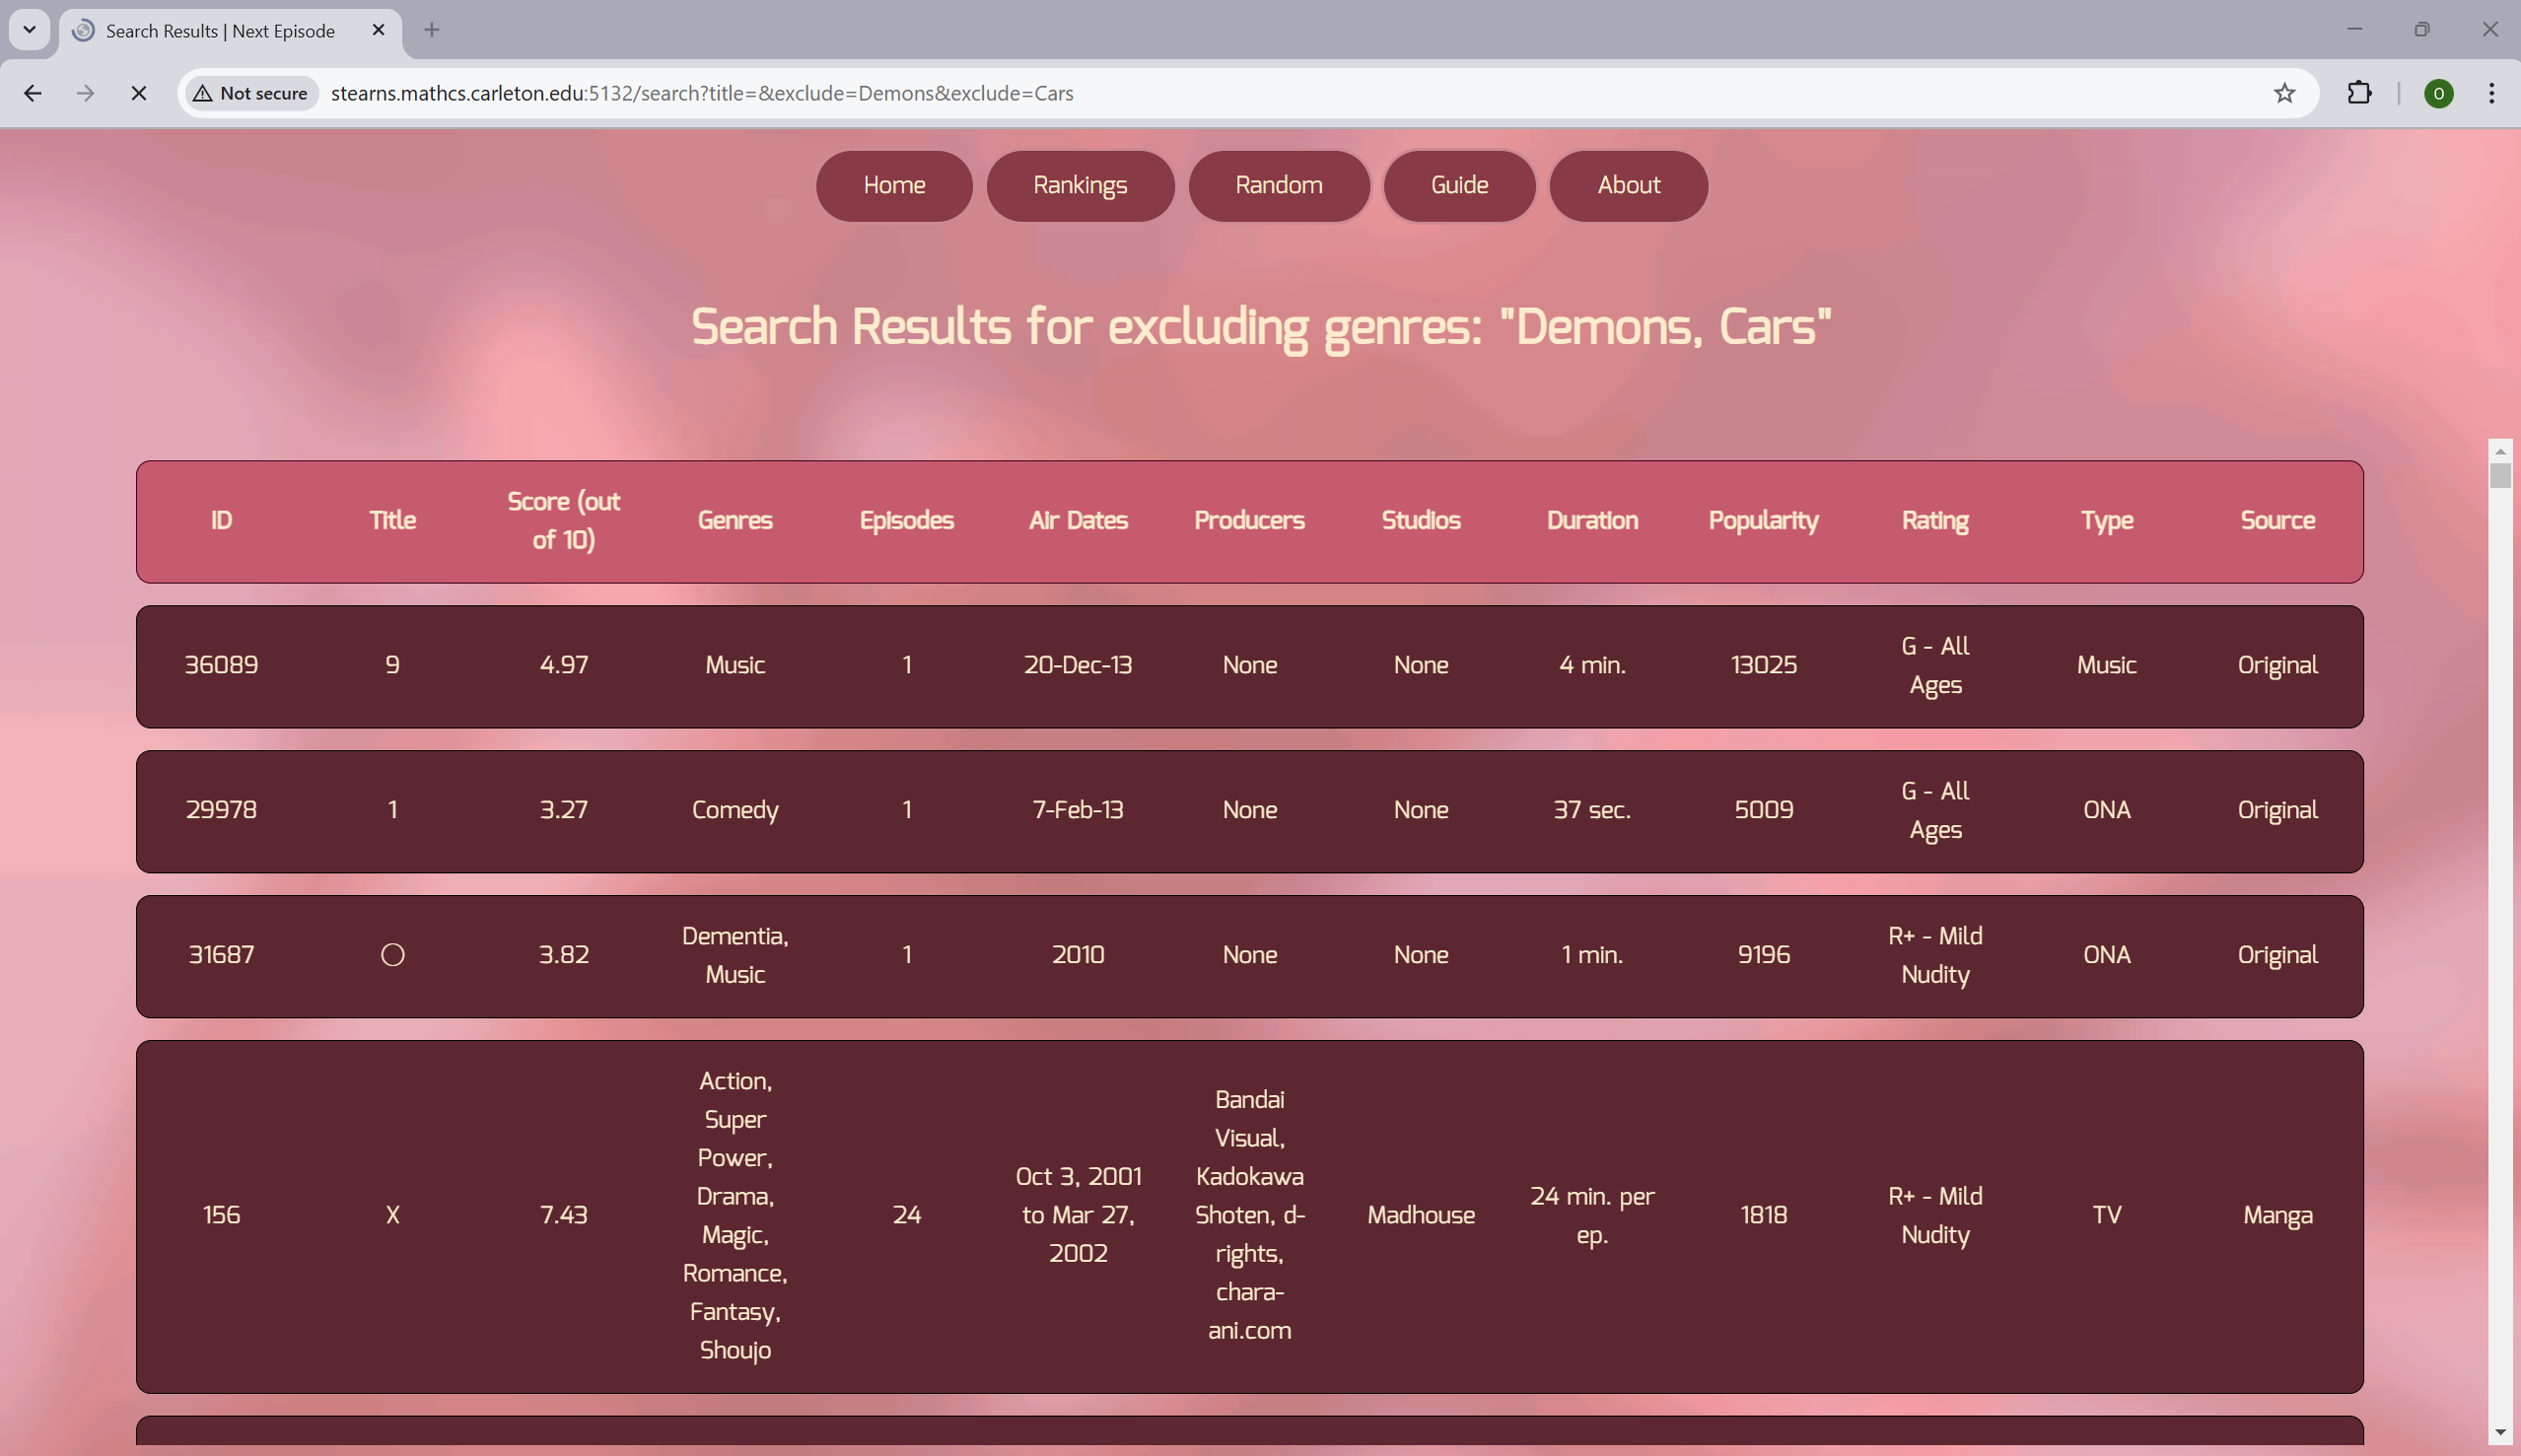 Search Results | Next Episode
Not secure
stearns.mathcs.carleton.edu:5132/search?title=&exclude=Demons&exclude=Cars
O
Home Rankings Random Guide About
Search Results for excluding genres: "Demons, Cars"
ID Title Score (out of 10) Genres Episodes Air Dates Producers Studios Duration Popularity Rating Type Source
36089 9 4.97 Music 1 20-Dec-13 None None 4 min. 13025 G - All Ages Music Original
29978 1 3.27 Comedy 1 7-Feb-13 None None 37 sec. 5009 G - All Ages ONA Original
31687 ○ 3.82 Dementia, Music 1 2010 None None 1 min. 9196 R+ - Mild Nudity ONA Original
156 X 7.43 Action, Super Power, Drama, Magic, Romance, Fantasy, Shoujo 24 Oct 3, 2001 to Mar 27, 2002 Bandai Visual, Kadokawa Shoten, d-rights, chara-ani.com Madhouse 24 min. per ep. 1818 R+ - Mild Nudity TV Manga